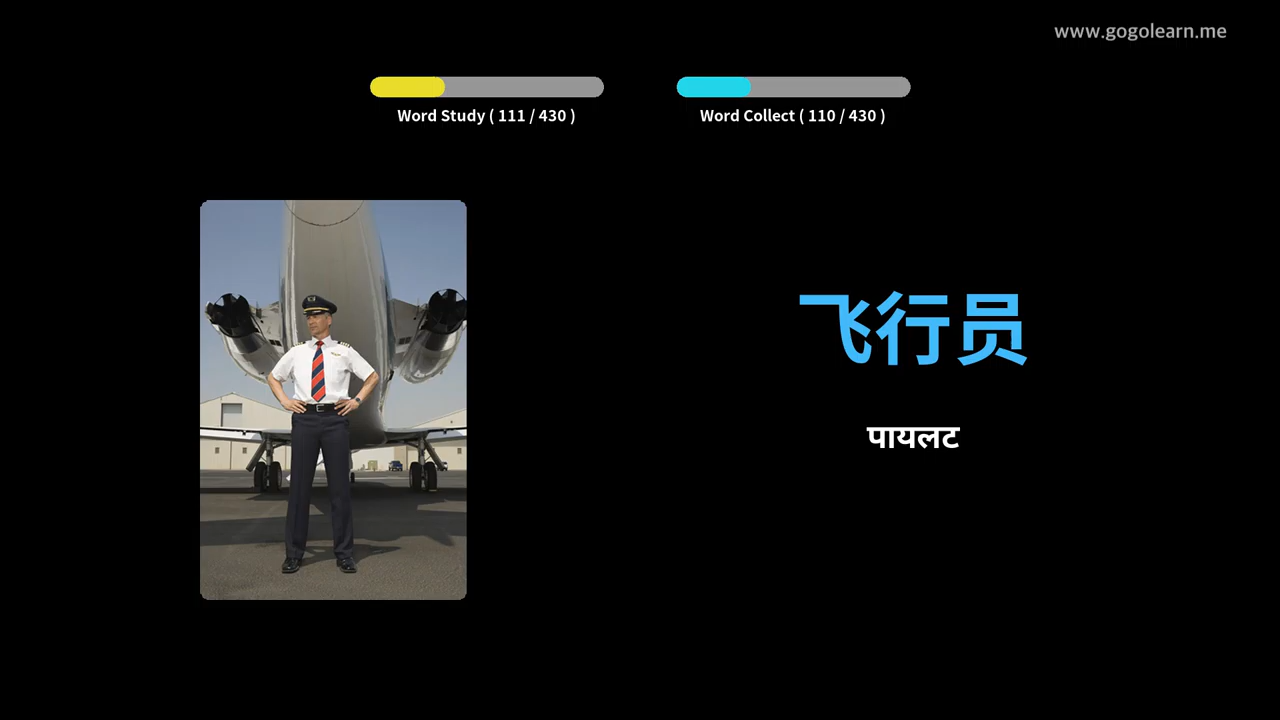 www.gogolearn.me
Word Study ( 111 / 430 )
Word Collect ( 110 / 430 )
飞行员
पायलट